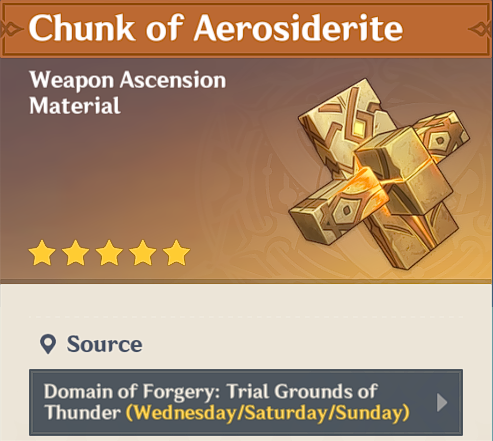 Chunk of Aerosiderite
Weapon Ascension
Material
Source
Domain of Forgery: Trial Grounds of
Thunder (Wednesday/Saturday/Sunday)